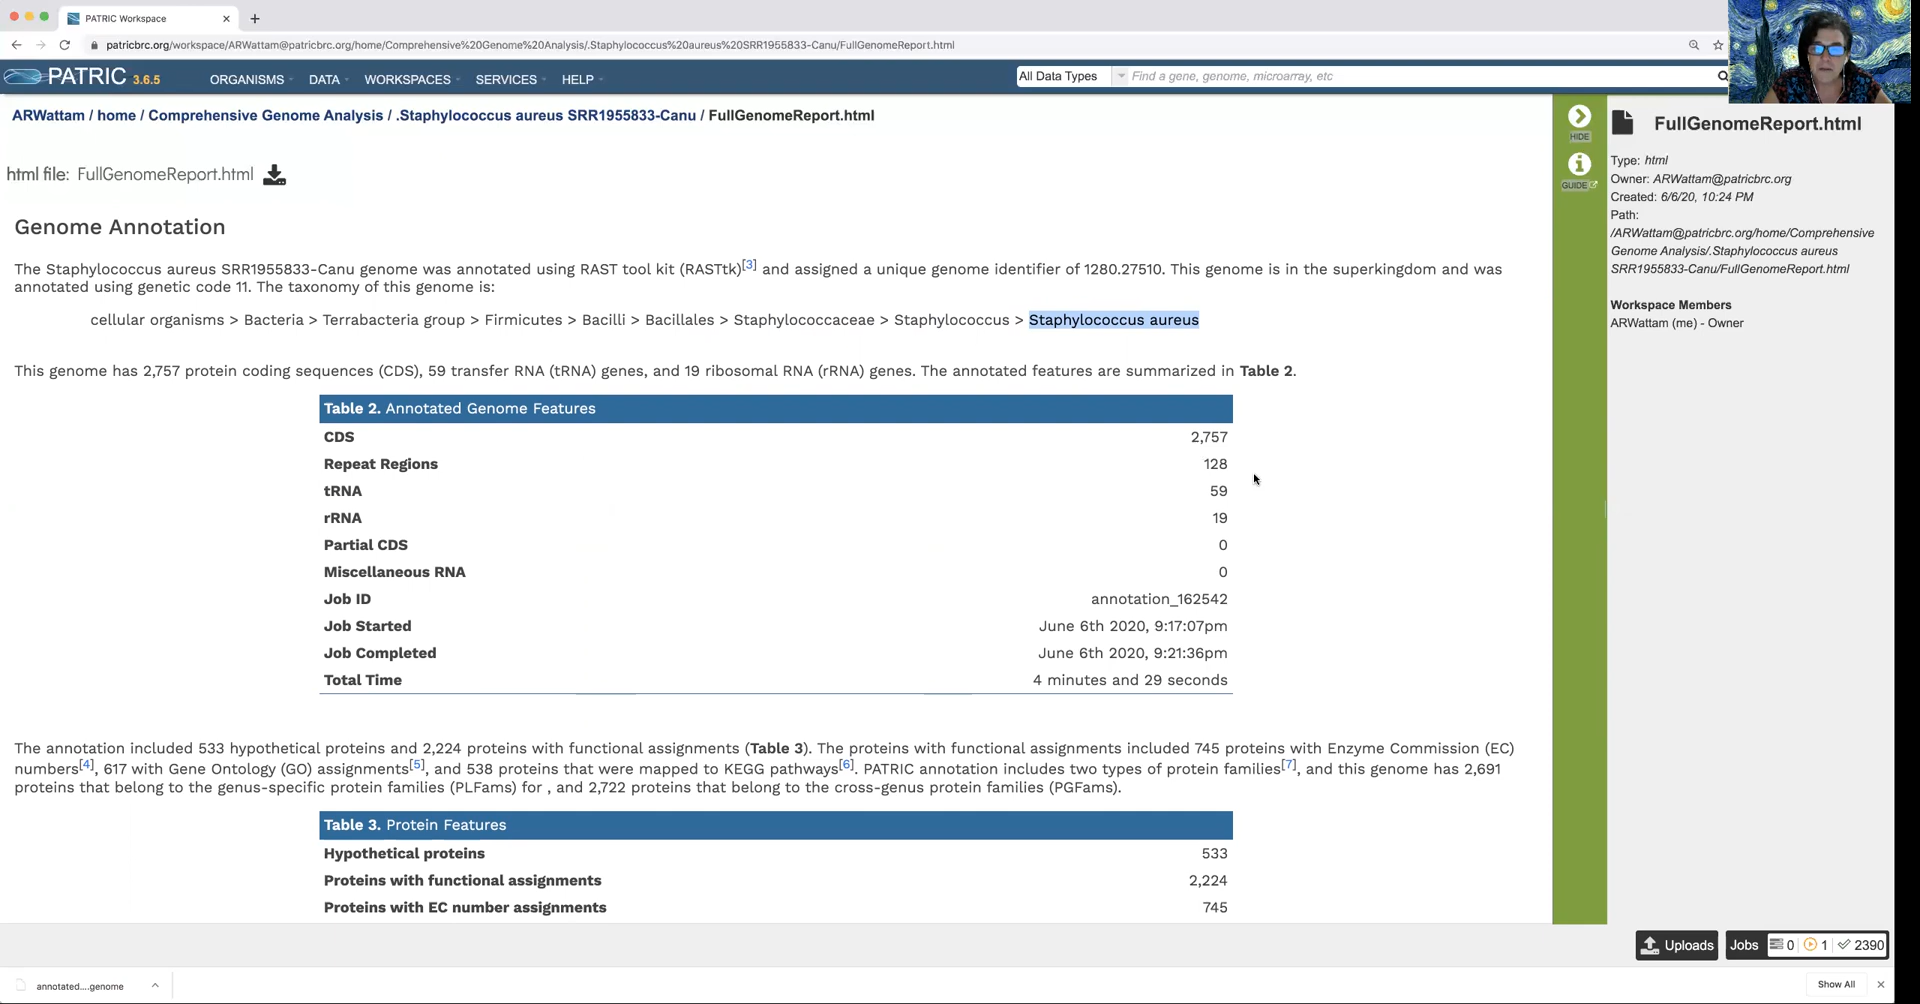 PATRIC Workspace
patricbrc.org/workspace/ARWattam@patricbrc.org/home/Comprehensive%20Genome%20Analysis/.Staphylococcus%20aureus%20SRR1955833-Canu/FullGenomeReport.html
PATRIC 3.6.5
ORGANISMS DATA WORKSPACES SERVICES HELP
All Data Types Find a gene, genome, microarray, etc
ARWattam / home / Comprehensive Genome Analysis / .Staphylococcus aureus SRR1955833-Canu / FullGenomeReport.html
html file: FullGenomeReport.html
Genome Annotation
The Staphylococcus aureus SRR1955833-Canu genome was annotated using RAST tool kit (RASTtk)[3] and assigned a unique genome identifier of 1280.27510. This genome is in the superkingdom and was
annotated using genetic code 11. The taxonomy of this genome is:
cellular organisms > Bacteria > Terrabacteria group > Firmicutes > Bacilli > Bacillales > Staphylococcaceae > Staphylococcus > Staphylococcus aureus
This genome has 2,757 protein coding sequences (CDS), 59 transfer RNA (tRNA) genes, and 19 ribosomal RNA (rRNA) genes. The annotated features are summarized in Table 2.
Table 2. Annotated Genome Features
CDS 2,757
Repeat Regions 128
tRNA 59
rRNA 19
Partial CDS 0
Miscellaneous RNA 0
Job ID annotation_162542
Job Started June 6th 2020, 9:17:07pm
Job Completed June 6th 2020, 9:21:36pm
Total Time 4 minutes and 29 seconds
The annotation included 533 hypothetical proteins and 2,224 proteins with functional assignments (Table 3). The proteins with functional assignments included 745 proteins with Enzyme Commission (EC)
numbers[4], 617 with Gene Ontology (GO) assignments[5], and 538 proteins that were mapped to KEGG pathways[6]. PATRIC annotation includes two types of protein families[7], and this genome has 2,691
proteins that belong to the genus-specific protein families (PLFams) for , and 2,722 proteins that belong to the cross-genus protein families (PGFams).
Table 3. Protein Features
Hypothetical proteins 533
Proteins with functional assignments 2,224
Proteins with EC number assignments 745
HIDE
GUIDE
FullGenomeReport.html
Type: html
Owner: ARWattam@patricbrc.org
Created: 6/6/20, 10:24 PM
Path:
/ARWattam@patricbrc.org/home/Comprehensive
Genome Analysis/.Staphylococcus aureus
SRR1955833-Canu/FullGenomeReport.html
Workspace Members
ARWattam (me) - Owner
Uploads Jobs 0 1 2390
annotated....genome
Show All